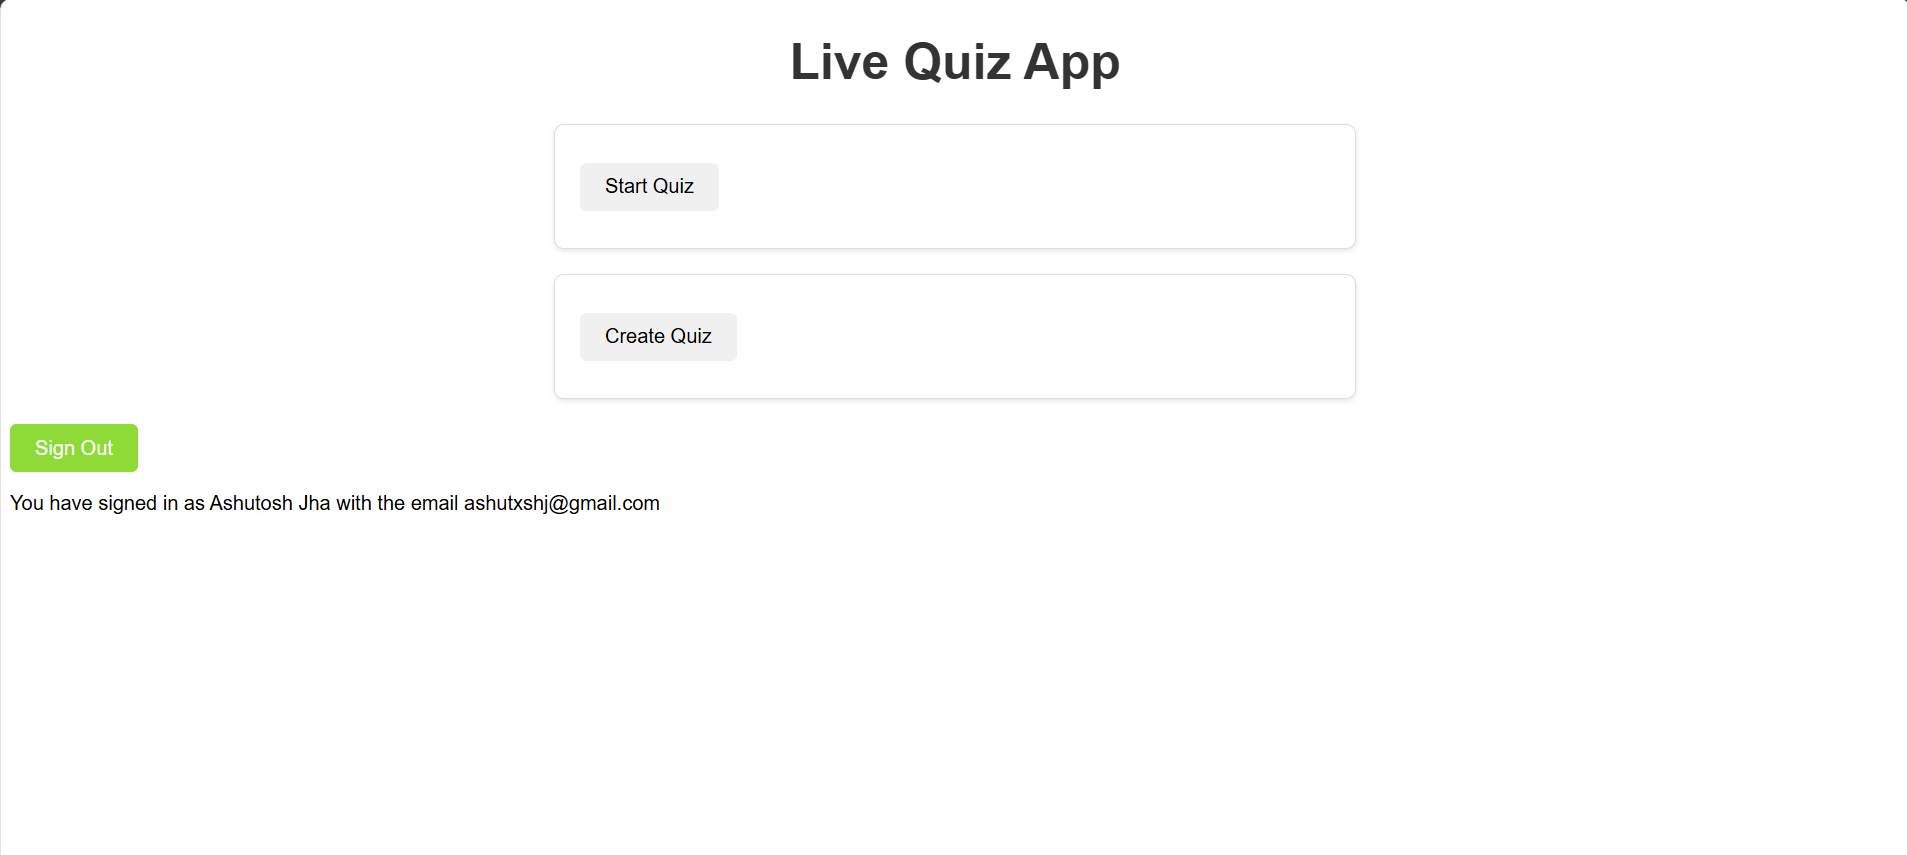 Live Quiz App
Start Quiz
Create Quiz
Sign Out
You have signed in as Ashutosh Jha with the email ashutxshj@gmail.com